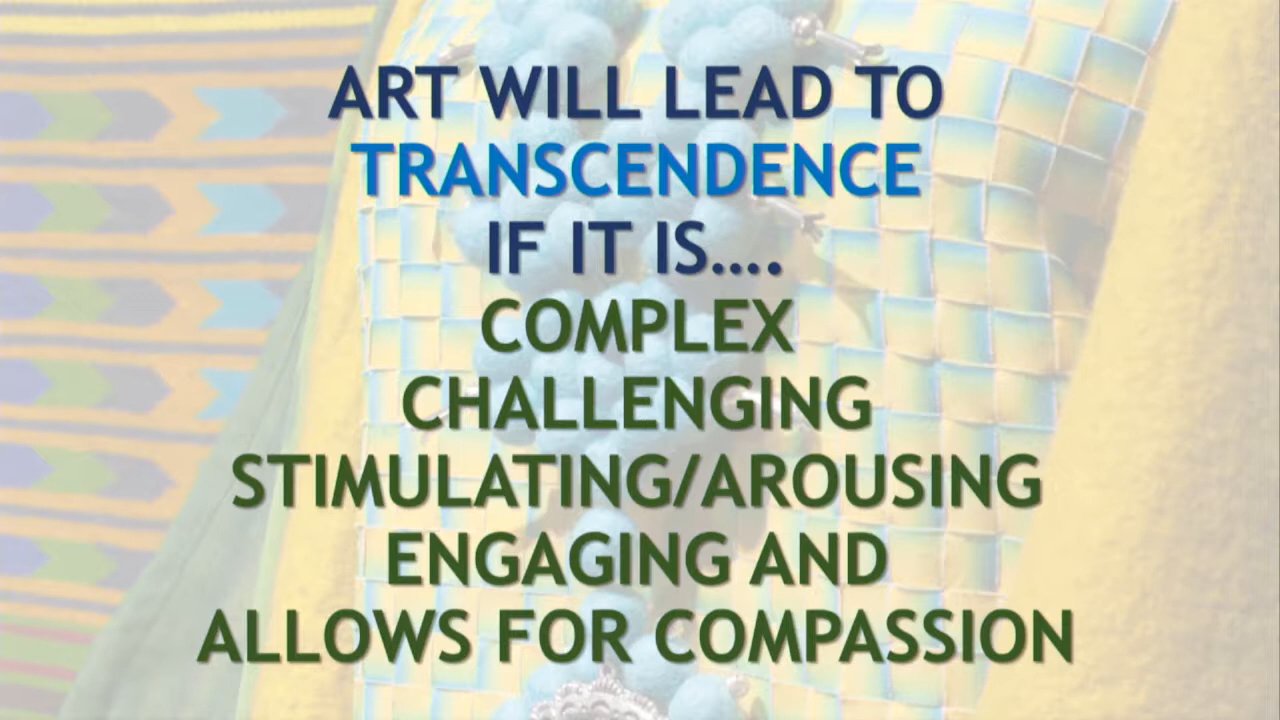 ART WILL LEAD TO
TRANSCENDENCE
IF IT IS....
COMPLEX
CHALLENGING
STIMULATING/AROUSING
ENGAGING AND
ALLOWS FOR COMPASSION